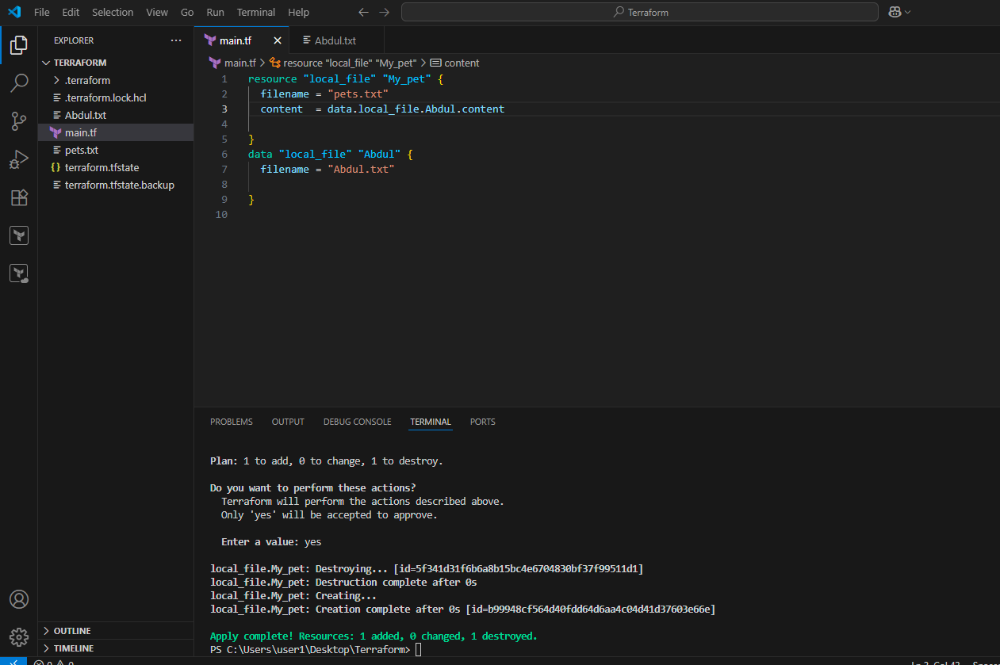 File Edit Selection View Go Run Terminal Help
Terraform
EXPLORER
TERRAFORM
.terraform
.terraform.lock.hcl
Abdul.txt
main.tf
pets.txt
terraform.tfstate
terraform.tfstate.backup
OUTLINE
TIMELINE
main.tf Abdul.txt
main.tf > resource "local_file" "My_pet" > content
1 resource "local_file" "My_pet" {
2 filename = "pets.txt"
3 content  = data.local_file.Abdul.content
4
5 }
6 data "local_file" "Abdul" {
7 filename = "Abdul.txt"
8
9 }
10
PROBLEMS OUTPUT DEBUG CONSOLE TERMINAL PORTS
Plan: 1 to add, 0 to change, 1 to destroy.
Do you want to perform these actions?
Terraform will perform the actions described above.
Only 'yes' will be accepted to approve.
Enter a value: yes
local_file.My_pet: Destroying... [id=5f341d31f6b6a8b15bc4e6704830bf37f99511d1]
local_file.My_pet: Destruction complete after 0s
local_file.My_pet: Creating...
local_file.My_pet: Creation complete after 0s [id=b99948cf564d40fdd64d6aa4c04d41d37603e66e]
Apply complete! Resources: 1 added, 0 changed, 1 destroyed.
PS C:\Users\user1\Desktop\Terraform>